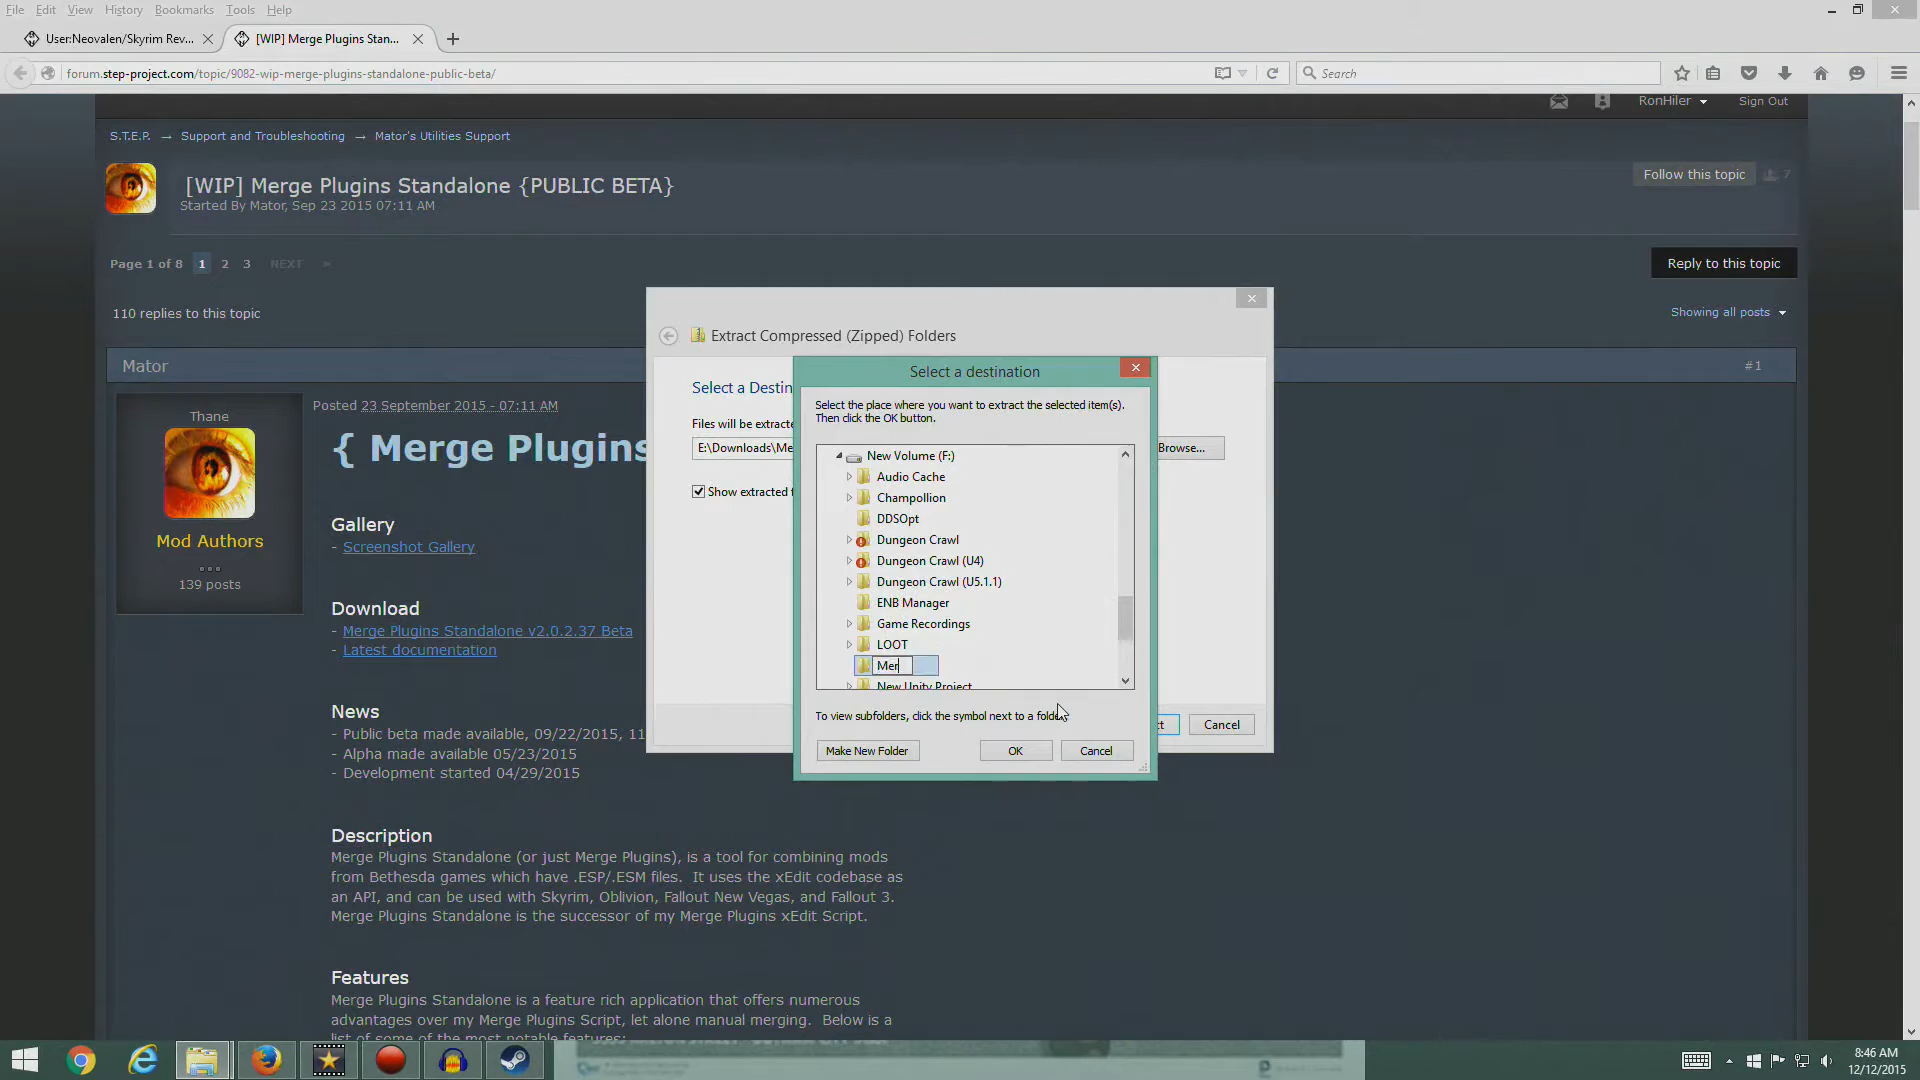 File Edit View History Bookmarks Tools Help
User:Neovalen/Skyrim Rev... [WIP] Merge Plugins Stan...
forum.step-project.com/topic/9082-wip-merge-plugins-standalone-public-beta/ Search
RonHiler Sign Out
S.T.E.P. → Support and Troubleshooting → Mator's Utilities Support
[WIP] Merge Plugins Standalone {PUBLIC BETA}
Started By Mator, Sep 23 2015 07:11 AM
Follow this topic 7
Page 1 of 8 1 2 3 NEXT »
Reply to this topic
110 replies to this topic
Showing all posts
Mator #1
Thane
Mod Authors
139 posts
Posted 23 September 2015 - 07:11 AM
{ Merge Plugins
Gallery
- Screenshot Gallery
Download
- Merge Plugins Standalone v2.0.2.37 Beta
- Latest documentation
News
- Public beta made available, 09/22/2015, 11
- Alpha made available 05/23/2015
- Development started 04/29/2015
Description
Merge Plugins Standalone (or just Merge Plugins), is a tool for combining mods
from Bethesda games which have .ESP/.ESM files.  It uses the xEdit codebase as
an API, and can be used with Skyrim, Oblivion, Fallout New Vegas, and Fallout 3.
Merge Plugins Standalone is the successor of my Merge Plugins xEdit Script.
Features
Merge Plugins Standalone is a feature rich application that offers numerous
advantages over my Merge Plugins Script, let alone manual merging.  Below is a
list of some of the most notable features:
Extract Compressed (Zipped) Folders
Select a Destin
Files will be extracte
E:\Downloads\Me
Browse...
Show extracted f
ct
Cancel
Select a destination
Select the place where you want to extract the selected item(s).
Then click the OK button.
New Volume (F:)
Audio Cache
Champollion
DDSOpt
Dungeon Crawl
Dungeon Crawl (U4)
Dungeon Crawl (U5.1.1)
ENB Manager
Game Recordings
LOOT
Mer
New Unity Project
To view subfolders, click the symbol next to a folder.
Make New Folder OK Cancel
8:46 AM
12/12/2015